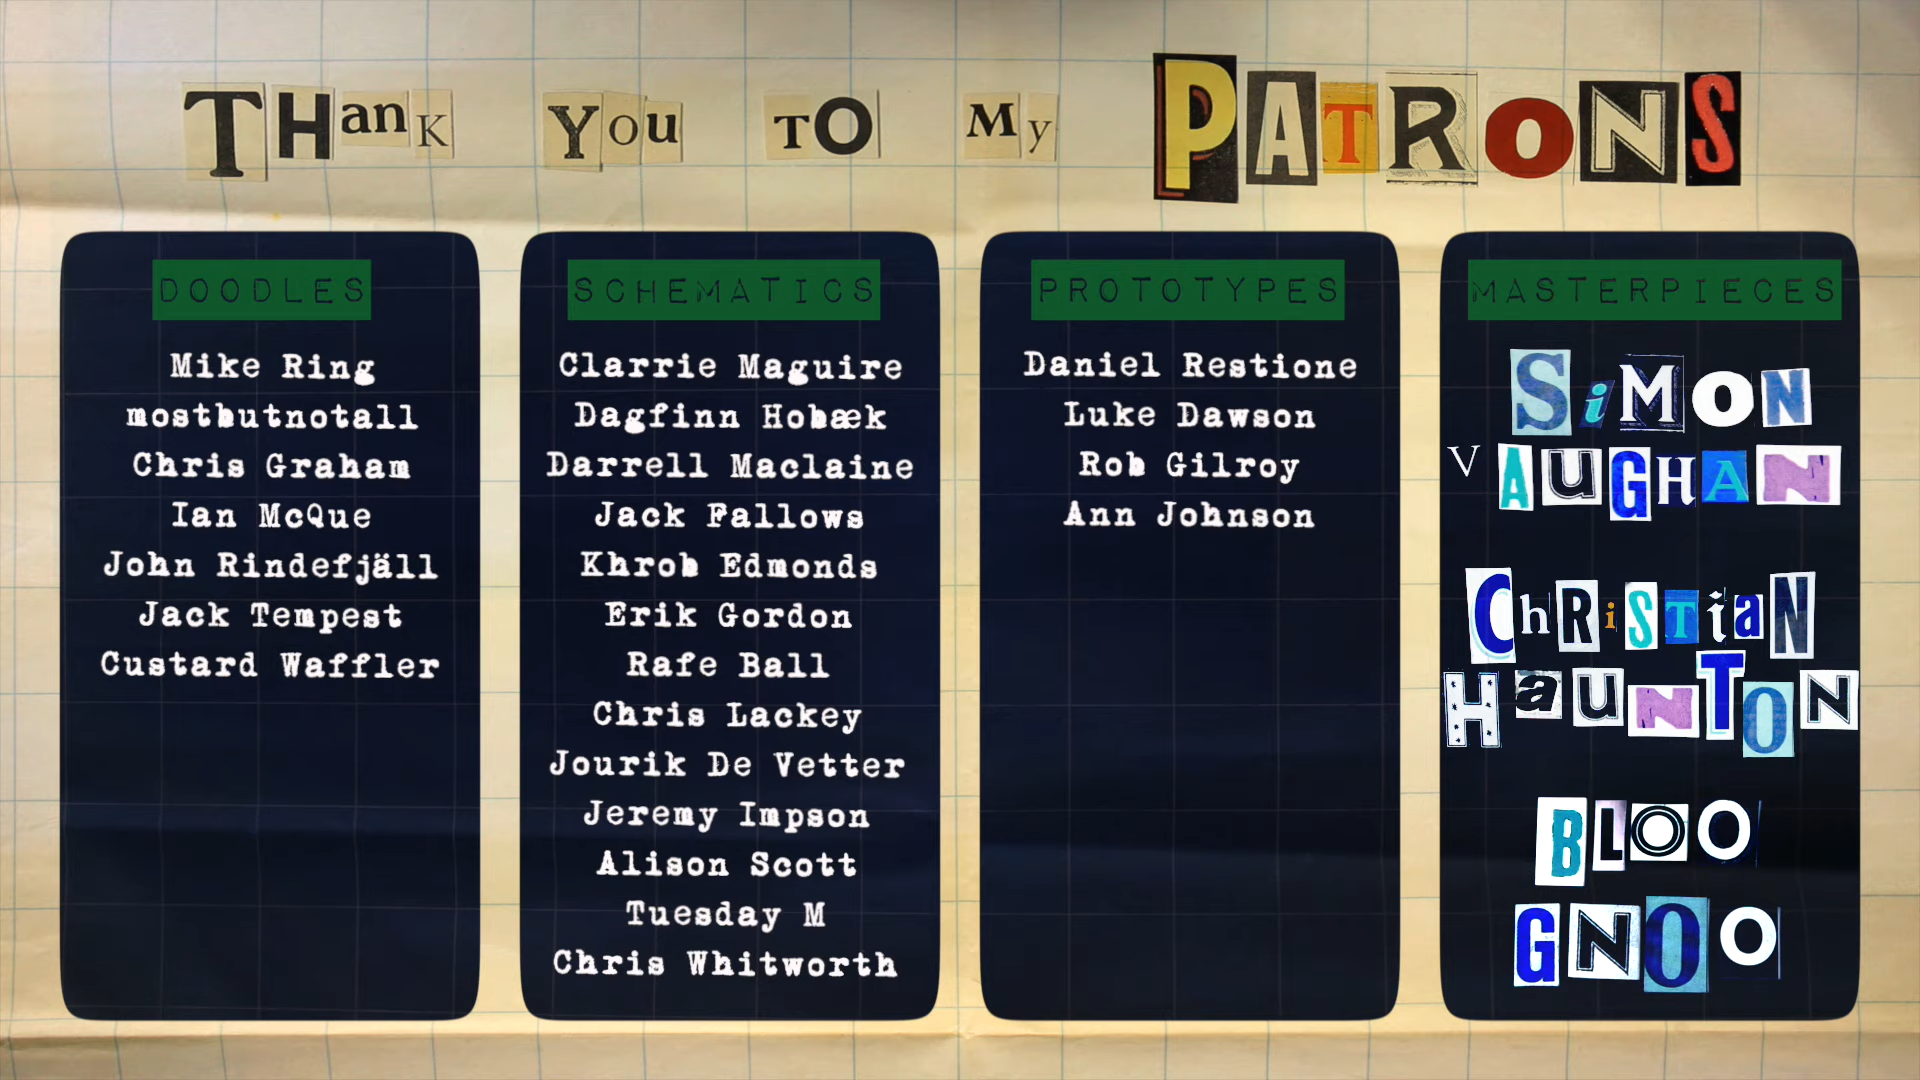 THanK You TO My PATRONS
DOODLES
Mike Ring
mostbutnotall
Chris Graham
Ian McQue
John Rindefjäll
Jack Tempest
Custard Waffler
SCHEMATICS
Clarrie Maguire
Dagfinn Hobæk
Darrell Maclaine
Jack Fallows
Khrob Edmonds
Erik Gordon
Rafe Ball
Chris Lackey
Jourik De Vetter
Jeremy Impson
Alison Scott
Tuesday M
Chris Whitworth
PROTOTYPES
Daniel Restione
Luke Dawson
Rob Gilroy
Ann Johnson
MASTERPIECES
SiMON
VAUGHAN
ChRiSTiaN
HauNTON
BLOO
GNOO